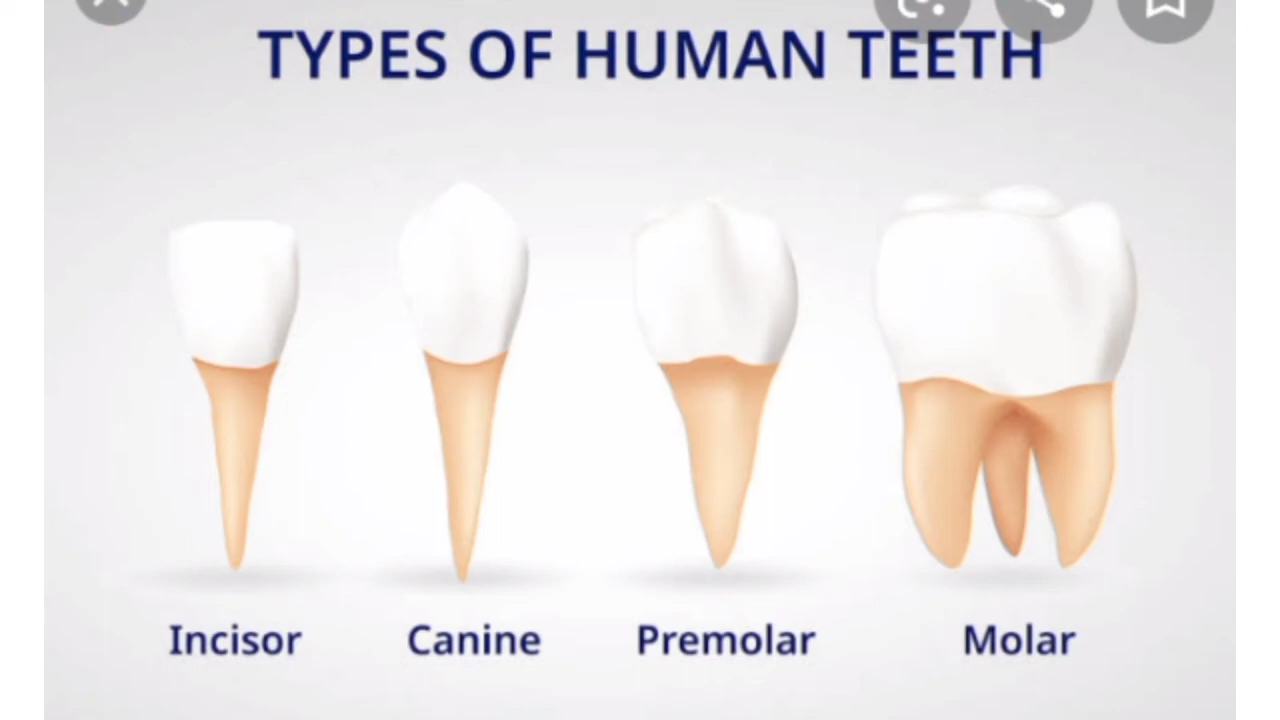 TYPES OF HUMAN TEETH
Incisor
Canine
Premolar
Molar